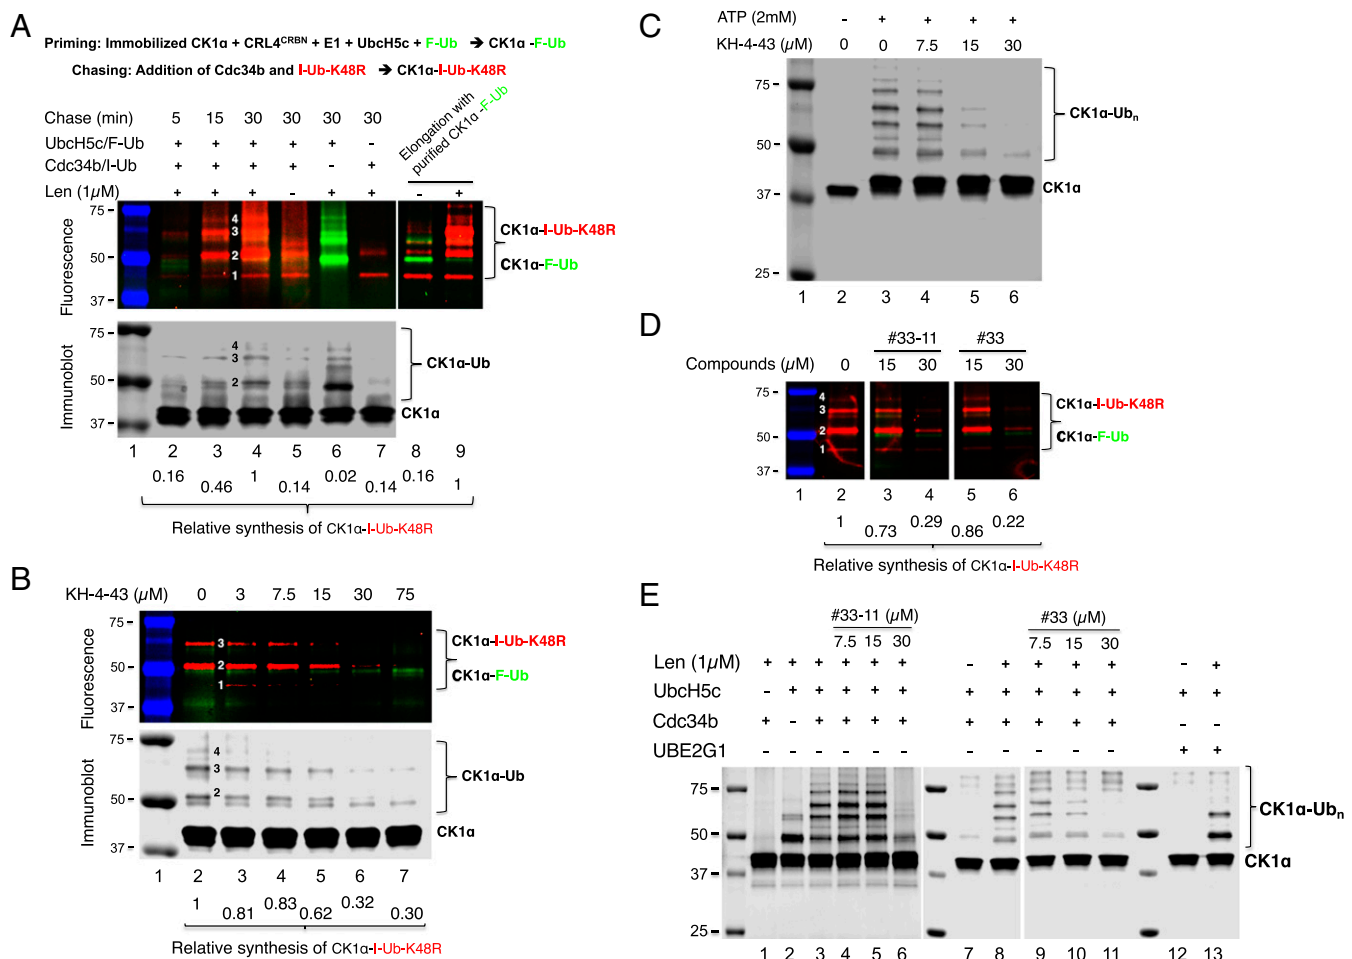 A
Priming: Immobilized CK1α + CRL4CRBN + E1 + UbcH5c + F-Ub ➔ CK1α -F-Ub
Chasing: Addition of Cdc34b and I-Ub-K48R ➔ CK1α-I-Ub-K48R
Chase (min) 5 15 30 30 30 30
UbcH5c/F-Ub + + + + + -
Cdc34b/I-Ub + + + + - +
Len (1µM) + + + - + + - +
Elongation with
purified CK1α -F-Ub
Fluorescence
75
50
37
4
3
2
1
CK1α-I-Ub-K48R
CK1α-F-Ub
Immunoblot
75
50
37
4
3
2
CK1α-Ub
CK1α
1 2 3 4 5 6 7 8 9
0.16 0.46 1 0.14 0.02 0.14 0.16 1
Relative synthesis of CK1α-I-Ub-K48R
B
KH-4-43 (µM) 0 3 7.5 15 30 75
Fluorescence
75
50
37
3
2
1
CK1α-I-Ub-K48R
CK1α-F-Ub
Immunoblot
75
50
37
4
3
2
CK1α-Ub
CK1α
1 2 3 4 5 6 7
1 0.81 0.83 0.62 0.32 0.30
Relative synthesis of CK1α-I-Ub-K48R
C
ATP (2mM) - + + + +
KH-4-43 (µM) 0 0 7.5 15 30
75
50
37
25
CK1α-Ubn
CK1α
1 2 3 4 5 6
D
#33-11 #33
Compounds (µM) 0 15 30 15 30
75
50
37
4
3
2
1
CK1α-I-Ub-K48R
CK1α-F-Ub
1 2 3 4 5 6
1 0.73 0.29 0.86 0.22
Relative synthesis of CK1α-I-Ub-K48R
E
#33-11 (µM) #33 (µM)
7.5 15 30 7.5 15 30
Len (1µM) + + + + + + - + + + + - +
UbcH5c - + + + + + + + + + + + +
Cdc34b + - + + + + + + + + + - -
UBE2G1 - - - - - - - - - - - + +
75
50
37
25
CK1α-Ubn
CK1α
1 2 3 4 5 6 7 8 9 10 11 12 13